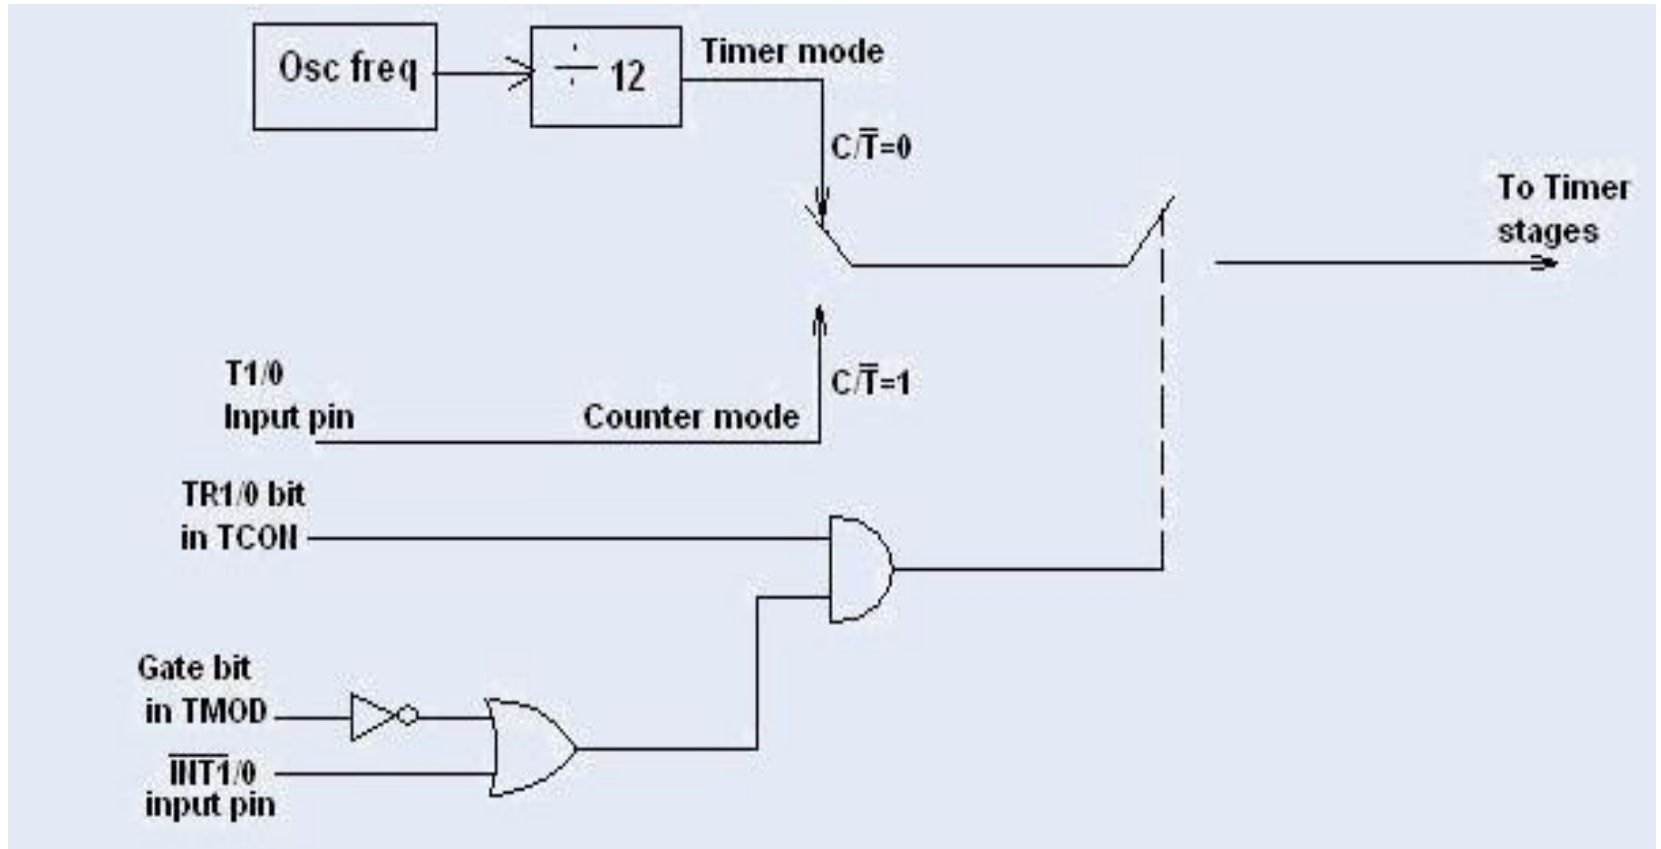 Osc freq
÷ 12
Timer mode
C/T̅=0
To Timer
stages
T1/0
Input pin
Counter mode
C/T̅=1
TR1/0 bit
in TCON
Gate bit
in TMOD
I̅N̅T̅1̅/0
input pin